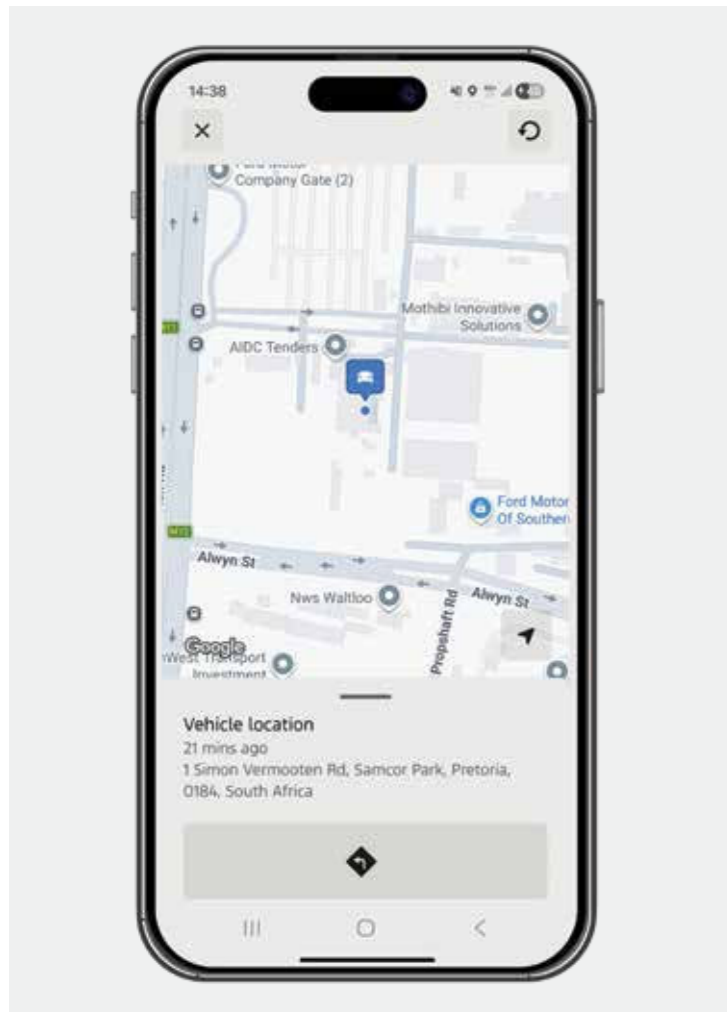 14:38
Company Gate (2)
Mothibi Innovative
Solutions
AIDC Tenders
Ford Motor
Of Souther
Alwyn St
Nws Waltloo
Alwyn St
Propshaft Rd
Google
West Transport
Investment
Vehicle location
21 mins ago
1 Simon Vermooten Rd, Samcor Park, Pretoria,
0184, South Africa